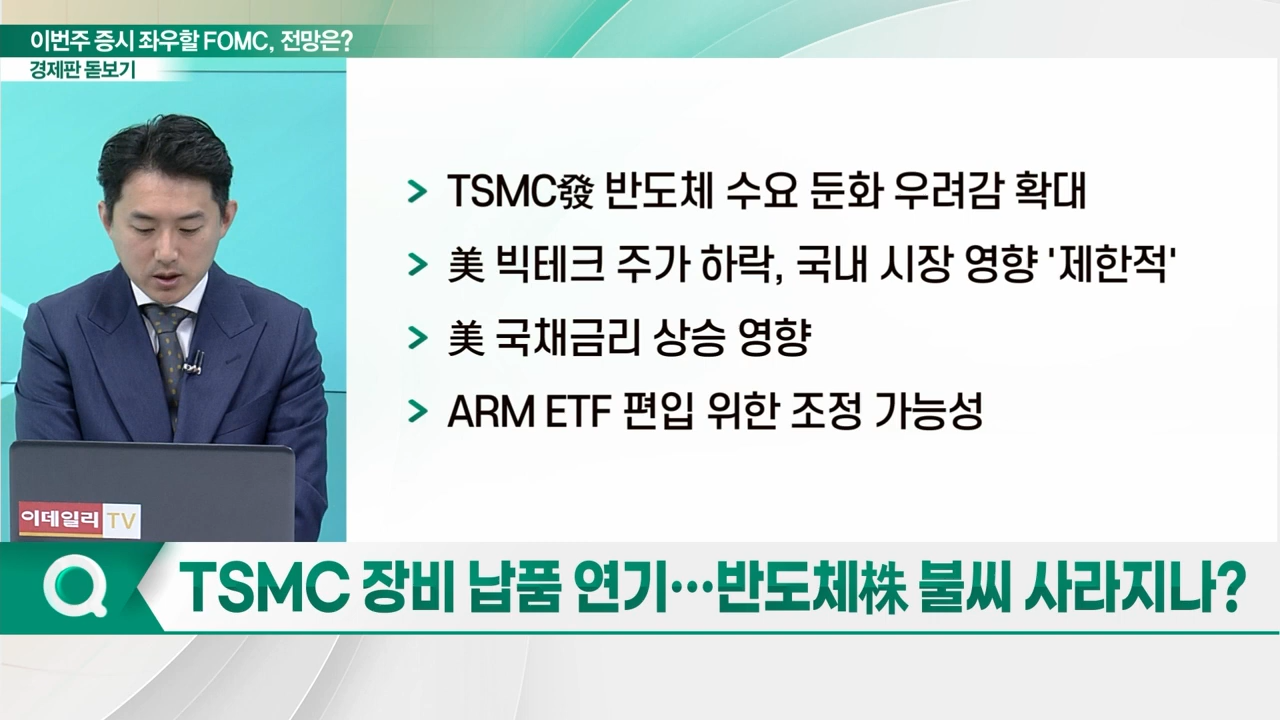 이번주 증시 좌우할 FOMC, 전망은?
경제판 돋보기
> TSMC發 반도체 수요 둔화 우려감 확대
> 美 빅테크 주가 하락, 국내 시장 영향 '제한적'
> 美 국채금리 상승 영향
> ARM ETF 편입 위한 조정 가능성
이데일리 TV
TSMC 장비 납품 연기…반도체株 불씨 사라지나?